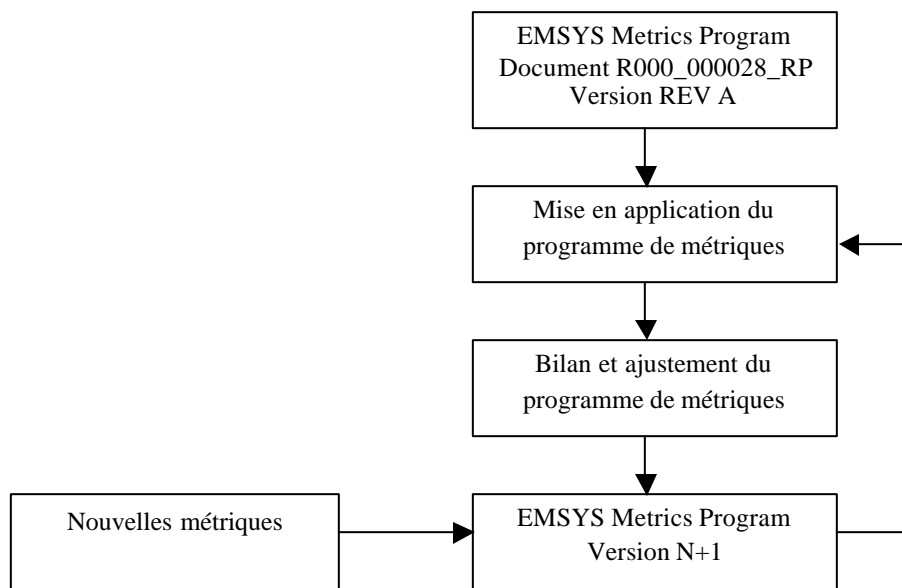 EMSYS Metrics Program
Document R000_000028_RP
Version REV A
Mise en application du
programme de métriques
Bilan et ajustement du
programme de métriques
Nouvelles métriques
EMSYS Metrics Program
Version N+1